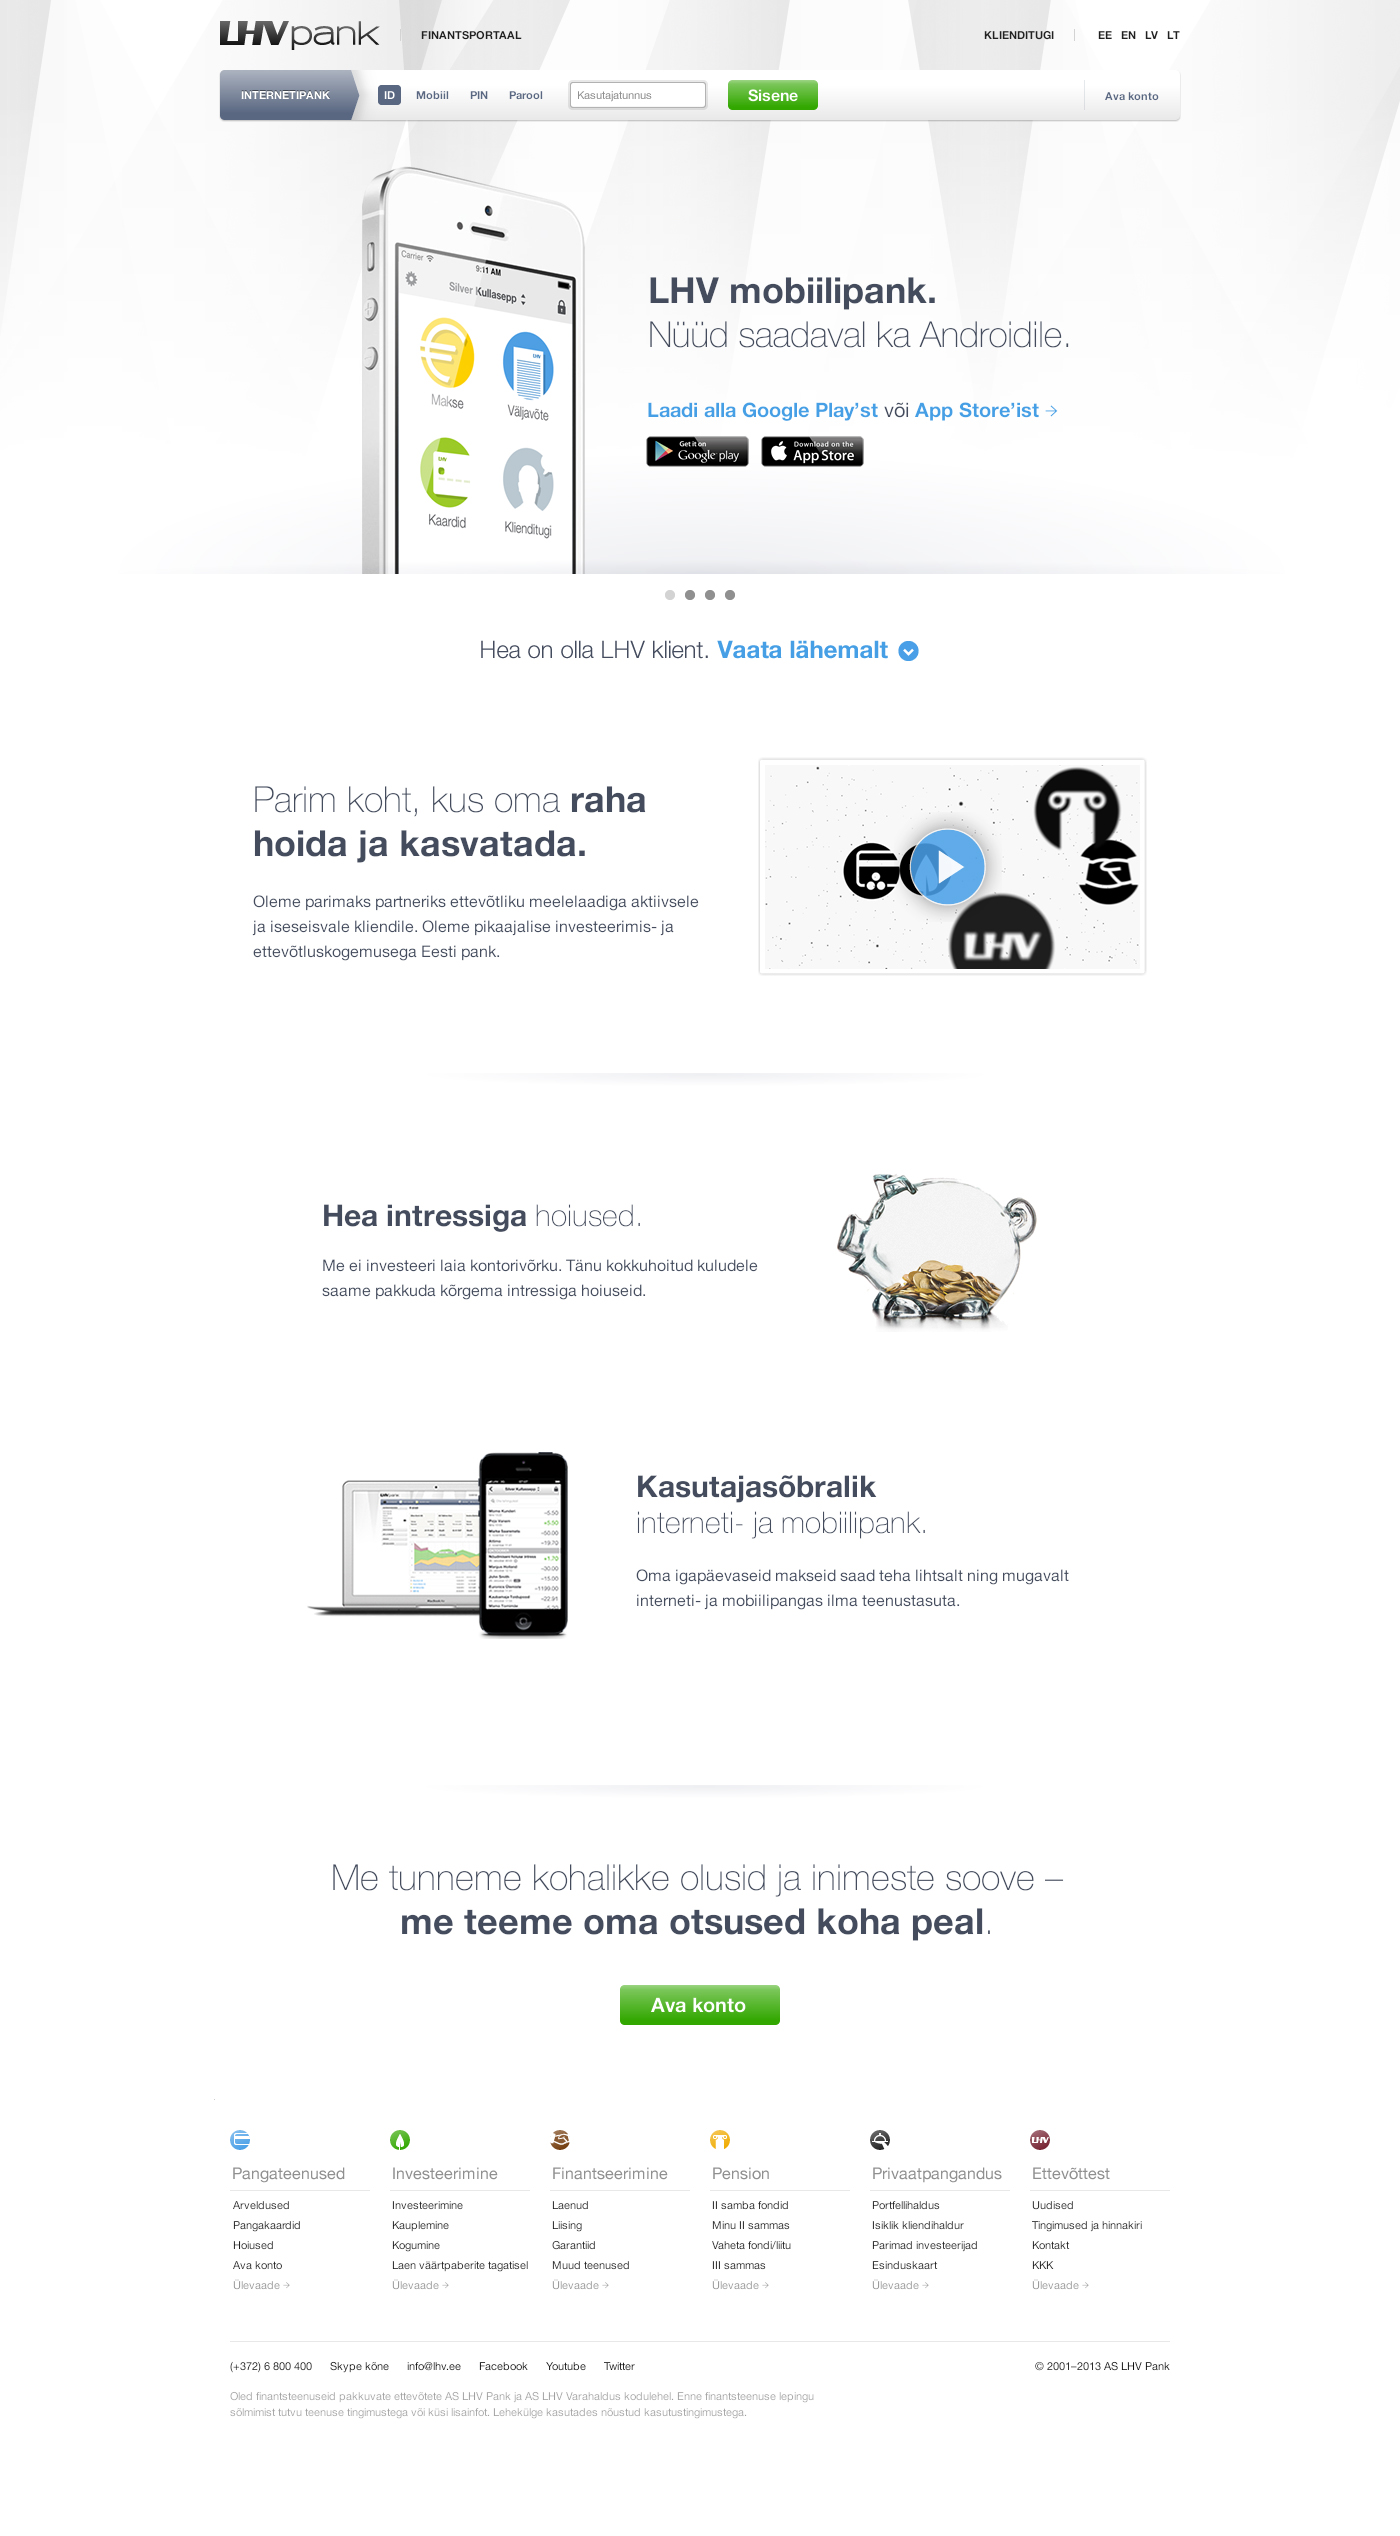 LHV pank
FINANTSPORTAAL
KLIENDITUGI
EE EN LV LT
INTERNETIPANK
ID Mobiil PIN Parool
Kasutajatunnus
Sisene
Ava konto
Carrier
9:11 AM
Silver Kullasepp
Makse
LHV
Väljavõte
LHV
Kaardid
Klienditugi
LHV mobiilipank.
Nüüd saadaval ka Androidile.
Laadi alla Google Play’st või App Store’ist →
Get it on
Google play
Download on the
App Store
Hea on olla LHV klient. Vaata lähemalt
Parim koht, kus oma raha
hoida ja kasvatada.
Oleme parimaks partneriks ettevõtliku meelelaadiga aktiivsele
ja iseseisvale kliendile. Oleme pikaajalise investeerimis- ja
ettevõtluskogemusega Eesti pank.
LHV
Hea intressiga hoiused.
Me ei investeeri laia kontorivõrku. Tänu kokkuhoitud kuludele
saame pakkuda kõrgema intressiga hoiuseid.
Kasutajasõbralik
interneti- ja mobiilipank.
Oma igapäevaseid makseid saad teha lihtsalt ning mugavalt
interneti- ja mobiilipangas ilma teenustasuta.
Me tunneme kohalikke olusid ja inimeste soove –
me teeme oma otsused koha peal.
Ava konto
Pangateenused
Arveldused
Pangakaardid
Hoiused
Ava konto
Ülevaade →
Investeerimine
Investeerimine
Kauplemine
Kogumine
Laen väärtpaberite tagatisel
Ülevaade →
Finantseerimine
Laenud
Liising
Garantiid
Muud teenused
Ülevaade →
Pension
II samba fondid
Minu II sammas
Vaheta fondi/liitu
III sammas
Ülevaade →
Privaatpangandus
Portfellihaldus
Isiklik kliendihaldur
Parimad investeerijad
Esinduskaart
Ülevaade →
LHV
Ettevõttest
Uudised
Tingimused ja hinnakiri
Kontakt
KKK
Ülevaade →
(+372) 6 800 400 Skype kõne info@lhv.ee Facebook Youtube Twitter
© 2001–2013 AS LHV Pank
Oled finantsteenuseid pakkuvate ettevõtete AS LHV Pank ja AS LHV Varahaldus kodulehel. Enne finantsteenuse lepingu
sõlmimist tutvu teenuse tingimustega või küsi lisainfot. Lehekülge kasutades nõustud kasutustingimustega.